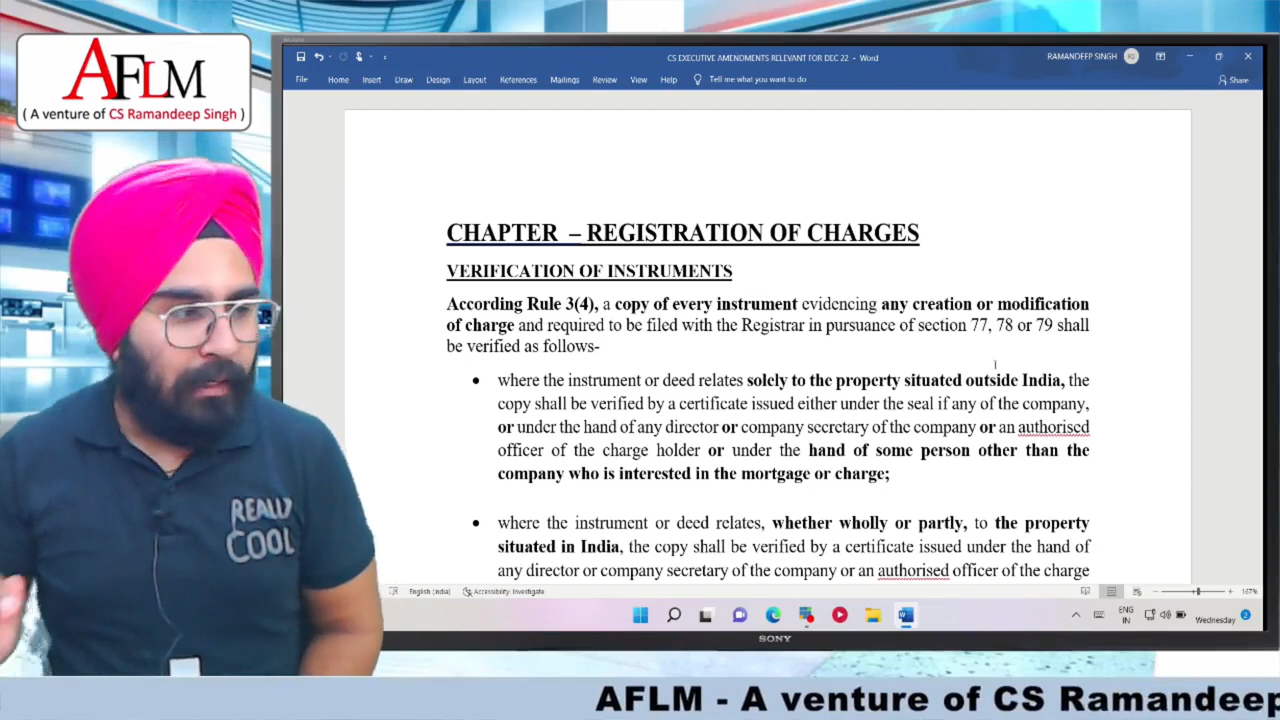 AFLM
( A venture of CS Ramandeep Singh )
CS EXECUTIVE AMENDMENTS RELEVANT FOR DEC 22 - Word
RAMANDEEP SINGH
RS
File Home Insert Draw Design Layout References Mailings Review View Help Tell me what you want to do
Share
CHAPTER – REGISTRATION OF CHARGES
VERIFICATION OF INSTRUMENTS
According Rule 3(4), a copy of every instrument evidencing any creation or modification
of charge and required to be filed with the Registrar in pursuance of section 77, 78 or 79 shall
be verified as follows-
• where the instrument or deed relates solely to the property situated outside India, the
copy shall be verified by a certificate issued either under the seal if any of the company,
or under the hand of any director or company secretary of the company or an authorised
officer of the charge holder or under the hand of some person other than the
company who is interested in the mortgage or charge;
• where the instrument or deed relates, whether wholly or partly, to the property
situated in India, the copy shall be verified by a certificate issued under the hand of
any director or company secretary of the company or an authorised officer of the charge
REALLY
COOL
English (India) Accessibility: Investigate
167%
ENG
IN
Wednesday
2
SONY
AFLM - A venture of CS Ramandeep